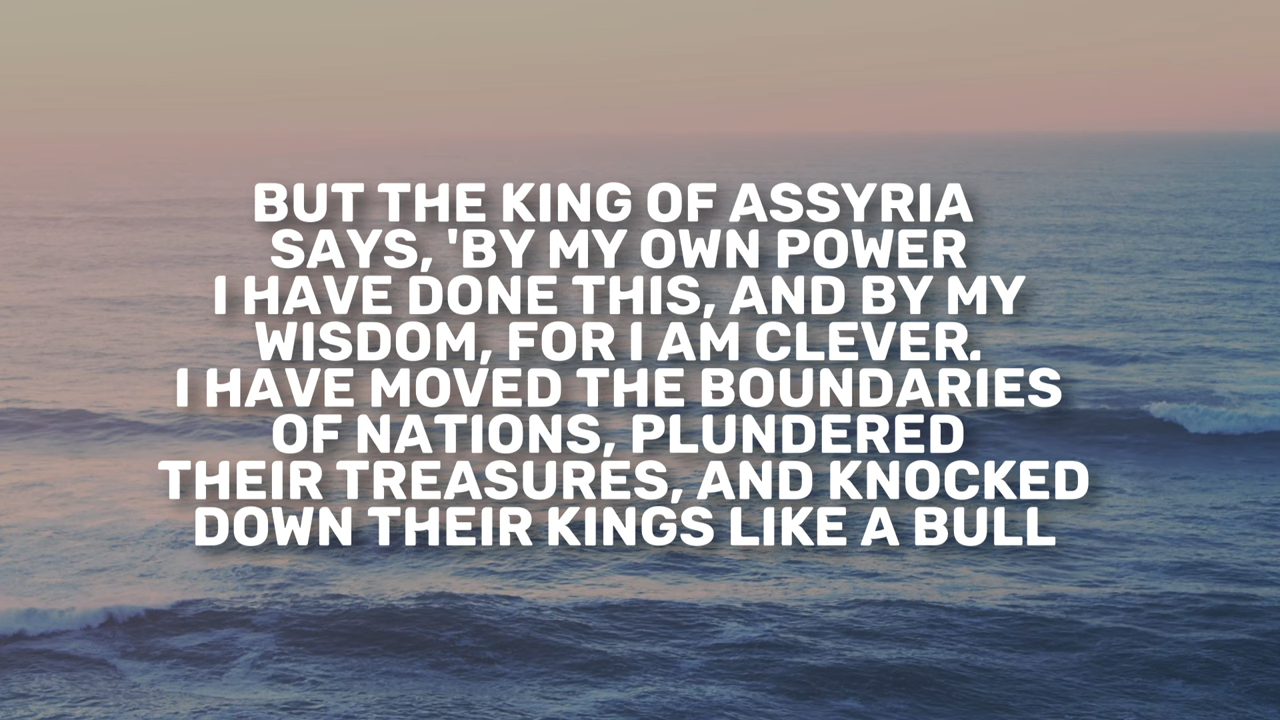 BUT THE KING OF ASSYRIA
SAYS, 'BY MY OWN POWER
I HAVE DONE THIS, AND BY MY
WISDOM, FOR I AM CLEVER.
I HAVE MOVED THE BOUNDARIES
OF NATIONS, PLUNDERED
THEIR TREASURES, AND KNOCKED
DOWN THEIR KINGS LIKE A BULL